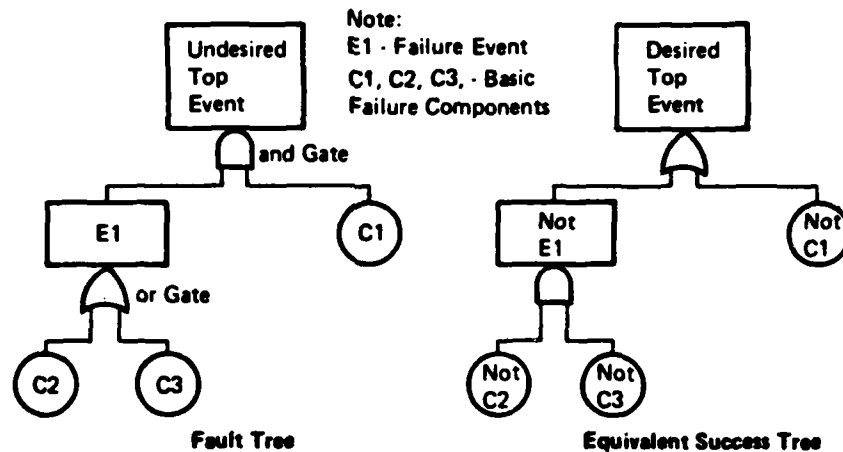 Undesired
Top
Event
Note:
E1 - Failure Event
C1, C2, C3, - Basic
Failure Components
Desired
Top
Event
and Gate
E1
C1
or Gate
C2
C3
Fault Tree
Not
E1
Not
C1
Not
C2
Not
C3
Equivalent Success Tree